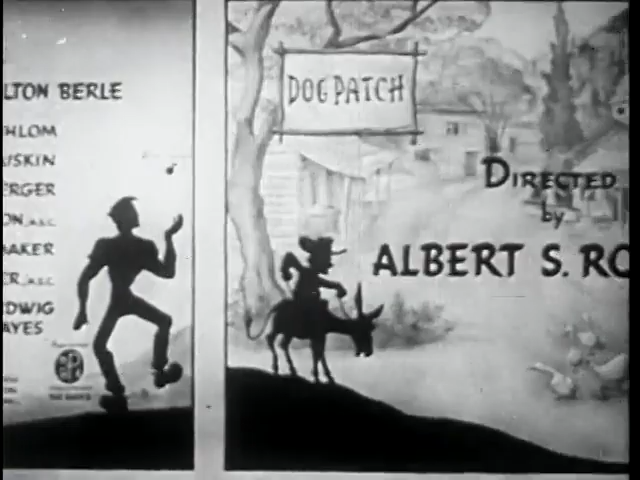 LTON BERLE
HLOM
USKIN
ERGER
ON, A.S.C.
BAKER
ER, A.S.C.
DWIG
AYES
DOGPATCH
DIRECTED
by
ALBERT S. RO